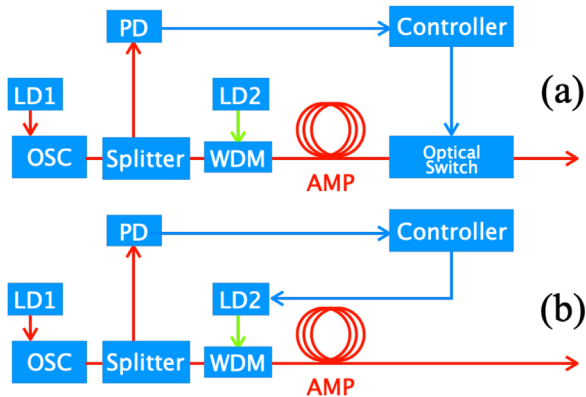 PD
Controller
(a)
LD1
LD2
OSC
Splitter
WDM
AMP
Optical
Switch
PD
Controller
(b)
LD1
LD2
OSC
Splitter
WDM
AMP